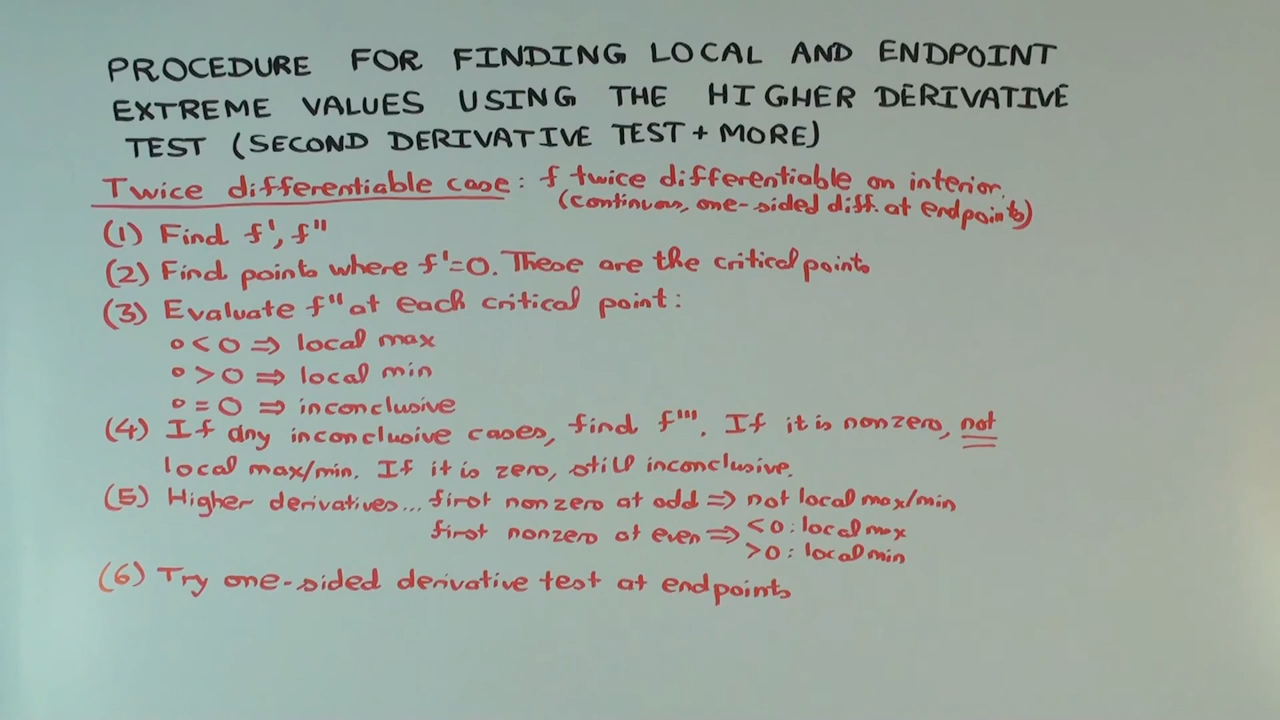 PROCEDURE FOR FINDING LOCAL AND ENDPOINT
EXTREME VALUES USING THE HIGHER DERIVATIVE
TEST (SECOND DERIVATIVE TEST + MORE)
Twice differentiable case: f twice differentiable on interior.
(continuous, one-sided diff. at endpoints)
(1) Find f', f''
(2) Find points where f'=0. These are the critical points
(3) Evaluate f'' at each critical point:
o < 0 ⇒ local max
o > 0 ⇒ local min
o = 0 ⇒ inconclusive
(4) If any inconclusive cases, find f'''. If it is nonzero, not
local max/min. If it is zero, still inconclusive.
(5) Higher derivatives... first nonzero at odd ⇒ not local max/min
first nonzero at even ⇒ <0: local max
>0: local min
(6) Try one-sided derivative test at endpoints